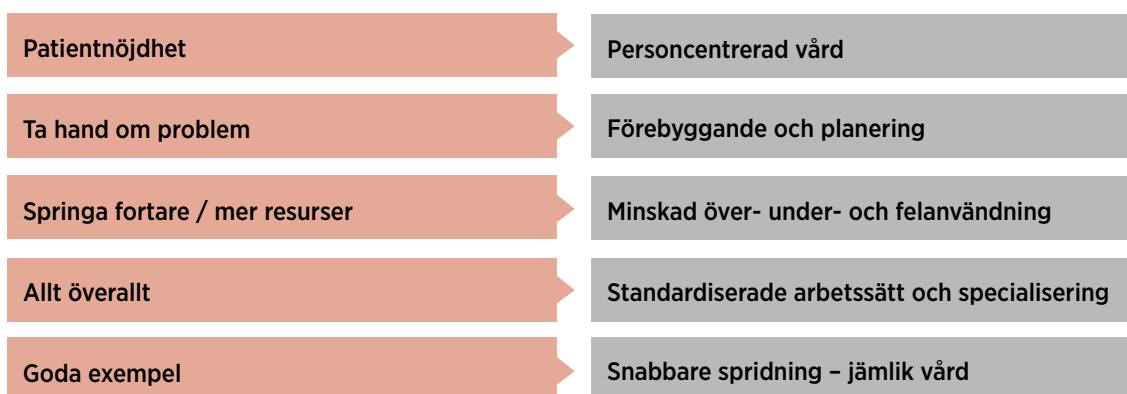 Patientnöjdhet
Personcentrerad vård
Ta hand om problem
Förebyggande och planering
Springa fortare / mer resurser
Minskad över- under- och felanvändning
Allt överallt
Standardiserade arbetssätt och specialisering
Goda exempel
Snabbare spridning – jämlik vård